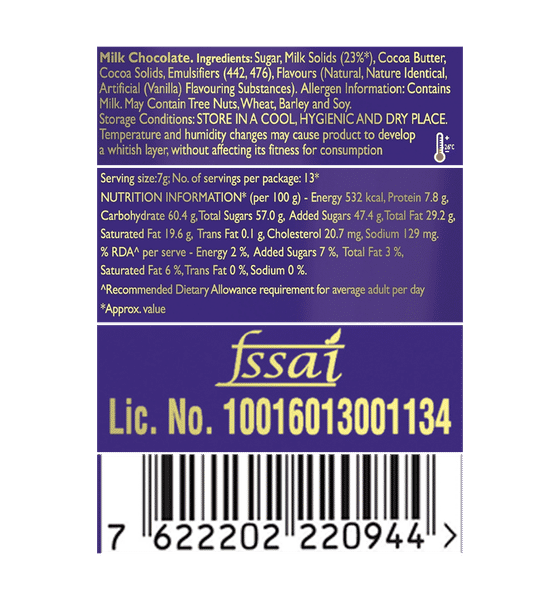 Milk Chocolate. Ingredients: Sugar, Milk Solids (23%*), Cocoa Butter,
Cocoa Solids, Emulsifiers (442, 476), Flavours (Natural, Nature Identical,
Artificial (Vanilla) Flavouring Substances). Allergen Information: Contains
Milk. May Contain Tree Nuts, Wheat, Barley and Soy.
Storage Conditions: STORE IN A COOL, HYGIENIC AND DRY PLACE.
Temperature and humidity changes may cause product to develop
a whitish layer, without affecting its fitness for consumption
Serving size: 7g; No. of servings per package: 13*
NUTRITION INFORMATION* (per 100 g) - Energy 532 kcal, Protein 7.8 g,
Carbohydrate 60.4 g, Total Sugars 57.0 g, Added Sugars 47.4 g, Total Fat 29.2 g,
Saturated Fat 19.6 g, Trans Fat 0.1 g, Cholesterol 20.7 mg, Sodium 129 mg.
% RDA^ per serve - Energy 2 %, Added Sugars 7 %, Total Fat 3 %,
Saturated Fat 6 %, Trans Fat 0 %, Sodium 0 %.
^Recommended Dietary Allowance requirement for average adult per day
*Approx. value
fssai
Lic. No. 10016013001134
7 622202 220944 >